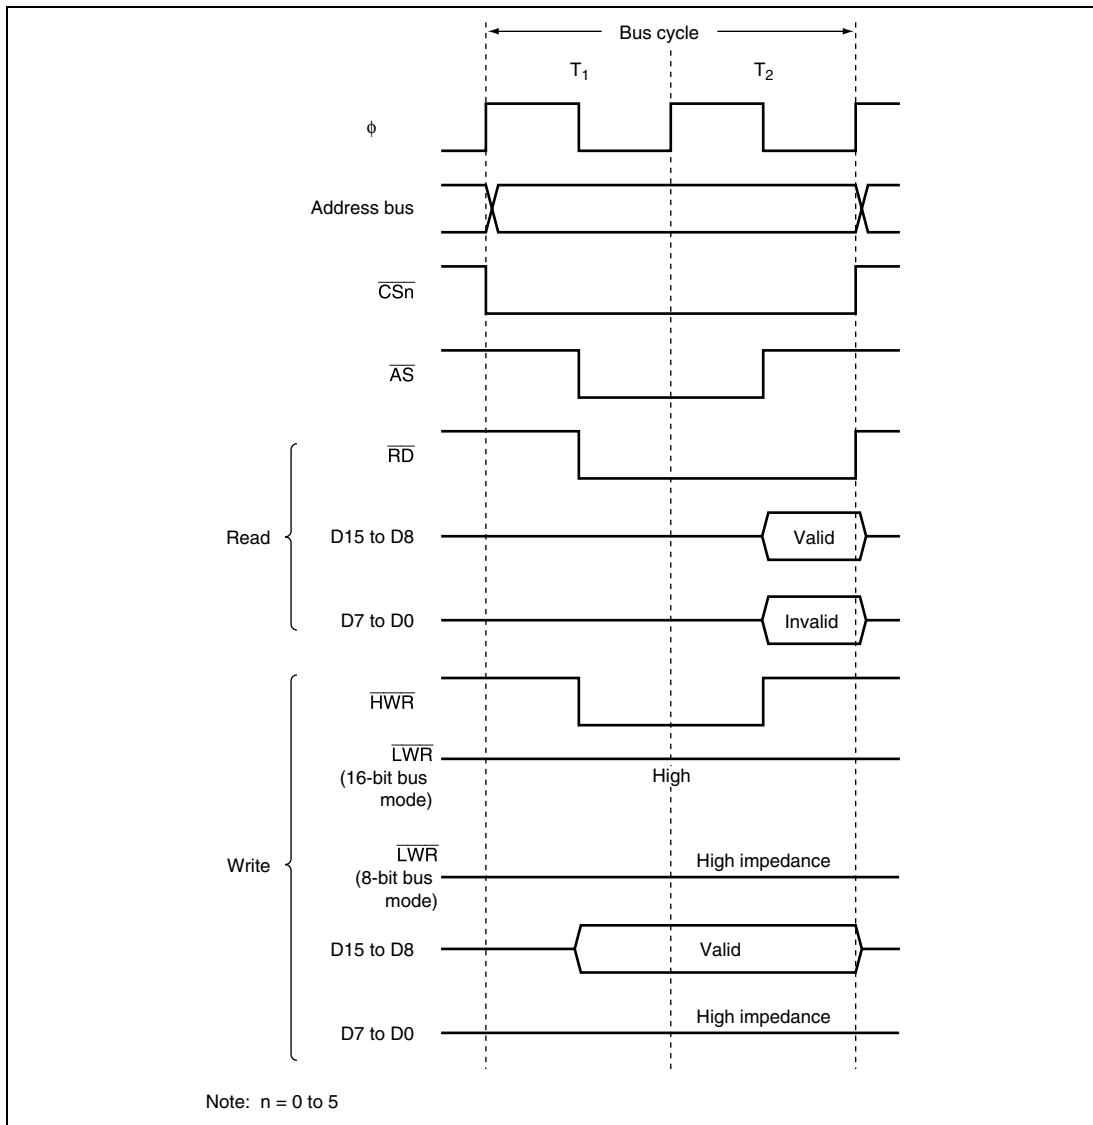 Bus cycle
T1 T2
ϕ
Address bus
CSn
AS
RD
Read
D15 to D8 Valid
D7 to D0 Invalid
HWR
LWR
(16-bit bus
mode)
High
Write
LWR
(8-bit bus
mode)
High impedance
D15 to D8 Valid
D7 to D0 High impedance
Note: n = 0 to 5